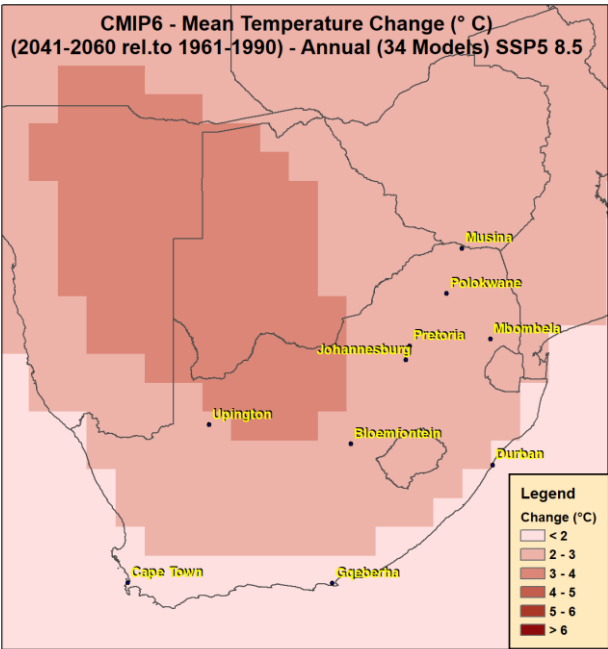 CMIP6 - Mean Temperature Change (° C)
(2041-2060 rel.to 1961-1990) - Annual (34 Models) SSP5 8.5
Musina
Polokwane
Mbombela
Pretoria
Johannesburg
Upington
Bloemfontein
Durban
Cape Town
Gqeberha
Legend
Change (°C)
< 2
2 - 3
3 - 4
4 - 5
5 - 6
> 6